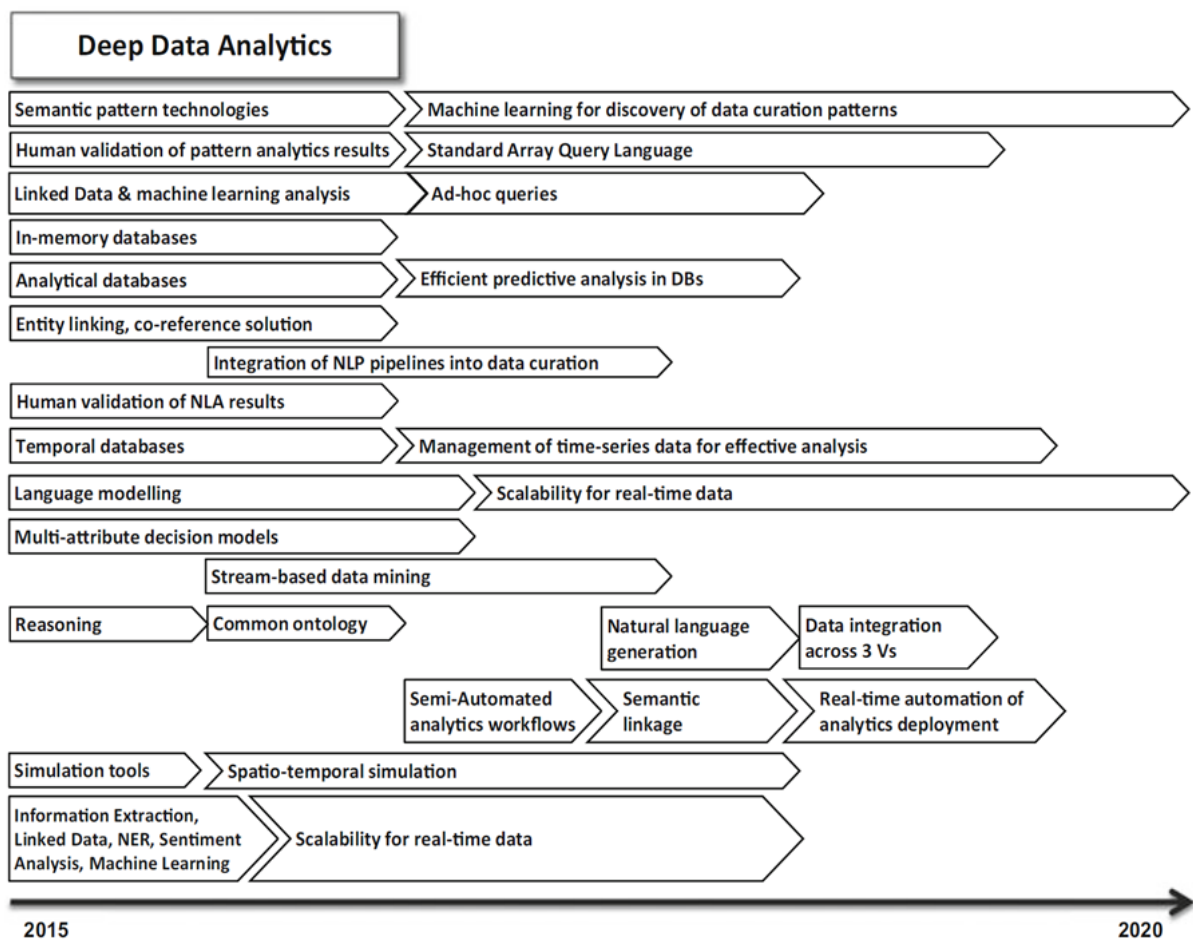 Deep Data Analytics
Semantic pattern technologies
Machine learning for discovery of data curation patterns
Human validation of pattern analytics results
Standard Array Query Language
Linked Data & machine learning analysis
Ad-hoc queries
In-memory databases
Analytical databases
Efficient predictive analysis in DBs
Entity linking, co-reference solution
Integration of NLP pipelines into data curation
Human validation of NLA results
Temporal databases
Management of time-series data for effective analysis
Language modelling
Scalability for real-time data
Multi-attribute decision models
Stream-based data mining
Reasoning
Common ontology
Natural language
generation
Data integration
across 3 Vs
Semi-Automated
analytics workflows
Semantic
linkage
Real-time automation of
analytics deployment
Simulation tools
Spatio-temporal simulation
Information Extraction,
Linked Data, NER, Sentiment
Analysis, Machine Learning
Scalability for real-time data
2015
2020